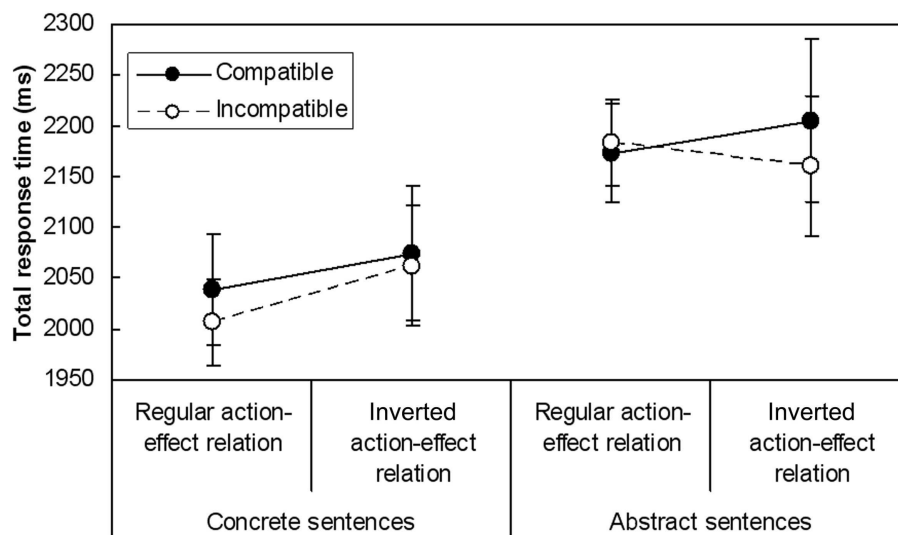 Total response time (ms)
2300
2250
2200
2150
2100
2050
2000
1950
Compatible
Incompatible
Regular action-
effect relation
Inverted
action-effect
relation
Regular action-
effect relation
Inverted
action-effect
relation
Concrete sentences
Abstract sentences